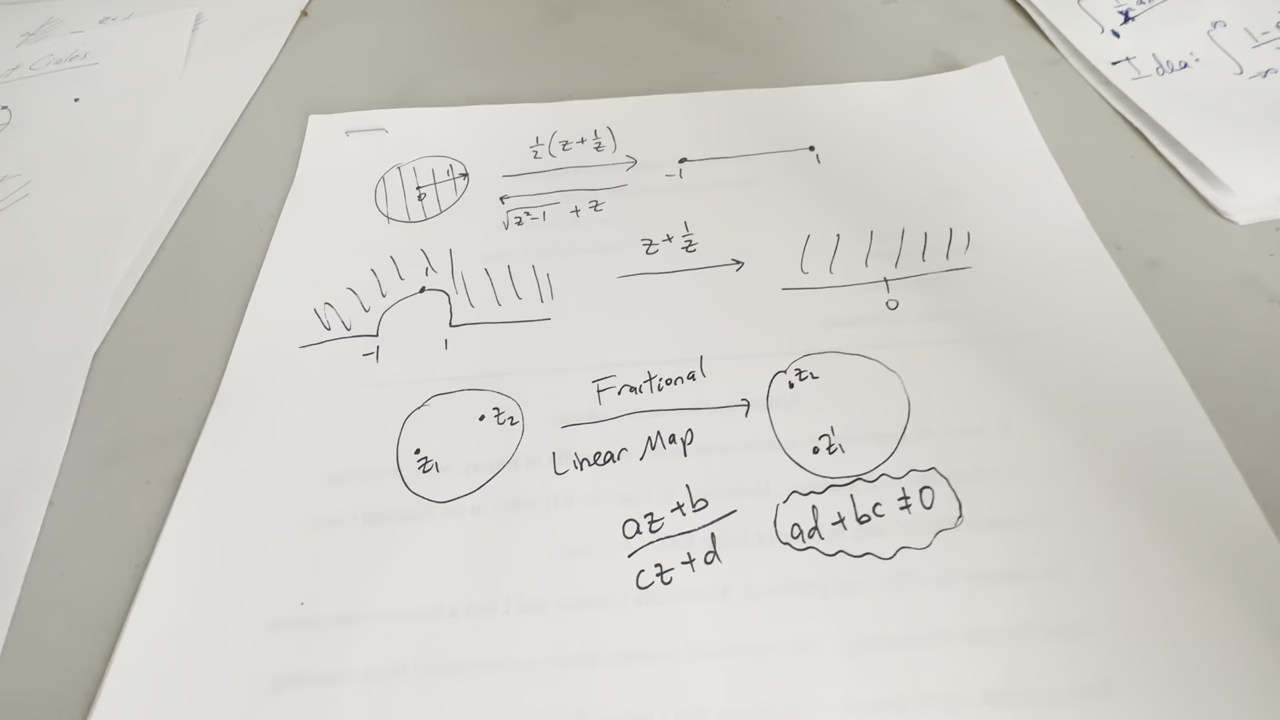 ½(z+1/z)
0 1
-1 1
√(z²-1) + z
z+1/z
-1 1
0
Fractional
Linear Map
z₁ z₂
z₂
z₁'
(az+b)/(cz+d)
ad+bc≠0
Idea: ∫